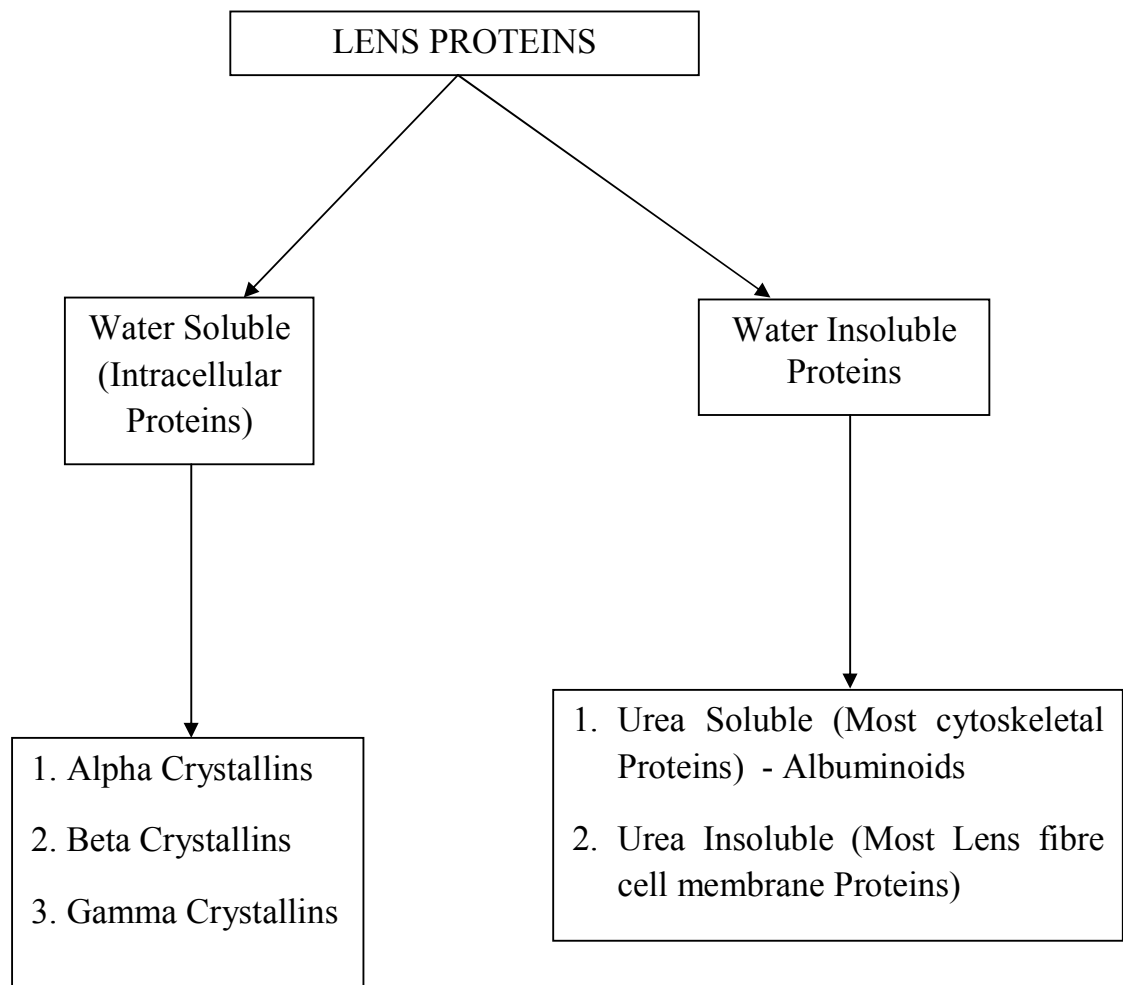 LENS PROTEINS
Water Soluble
(Intracellular
Proteins)
Water Insoluble
Proteins
1. Alpha Crystallins
2. Beta Crystallins
3. Gamma Crystallins
1. Urea Soluble (Most cytoskeletal
Proteins) - Albuminoids
2. Urea Insoluble (Most Lens fibre
cell membrane Proteins)